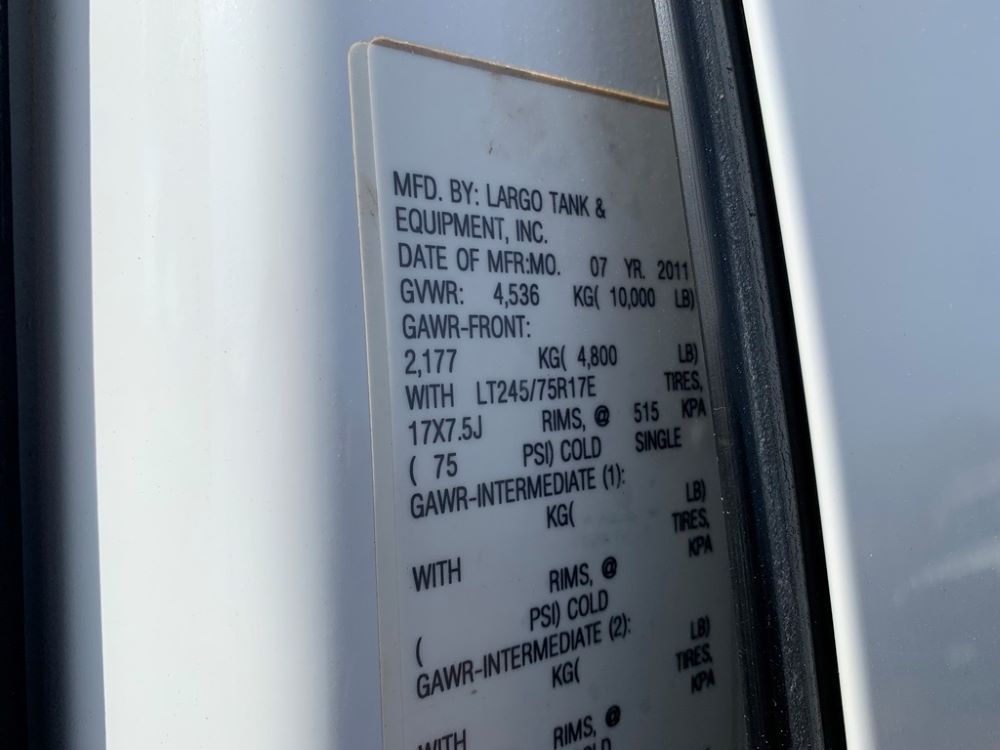 MFD. BY: LARGO TANK &
EQUIPMENT, INC.
DATE OF MFR:MO. 07 YR. 2011
GVWR: 4,536 KG( 10,000 LB)
GAWR-FRONT:
2,177 KG( 4,800 LB)
WITH LT245/75R17E TIRES,
17X7.5J RIMS, @ 515 KPA
( 75 PSI) COLD SINGLE
GAWR-INTERMEDIATE (1):
KG( LB)
WITH TIRES,
RIMS, @ KPA
( PSI) COLD
GAWR-INTERMEDIATE (2):
KG( LB)
WITH TIRES,
RIMS, @ KPA